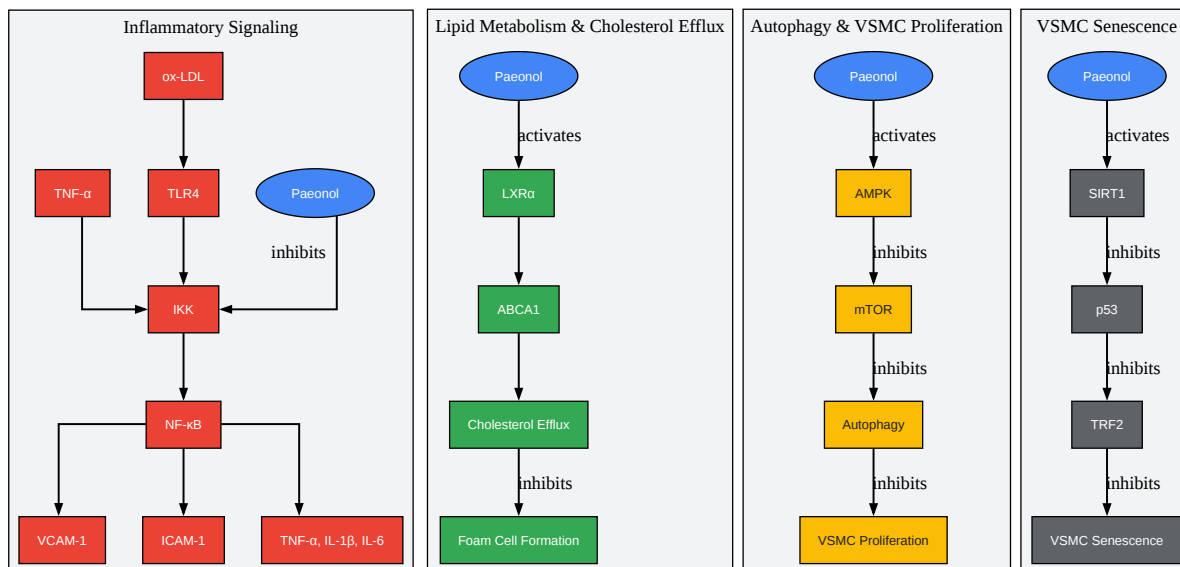 Inflammatory Signaling
ox-LDL
TNF-α
TLR4
Paeonol
inhibits
IKK
NF-κB
VCAM-1
ICAM-1
TNF-α, IL-1β, IL-6
Lipid Metabolism & Cholesterol Efflux
Paeonol
activates
LXRα
ABCA1
Cholesterol Efflux
inhibits
Foam Cell Formation
Autophagy & VSMC Proliferation
Paeonol
activates
AMPK
inhibits
mTOR
inhibits
Autophagy
inhibits
VSMC Proliferation
VSMC Senescence
Paeonol
activates
SIRT1
inhibits
p53
inhibits
TRF2
inhibits
VSMC Senescence